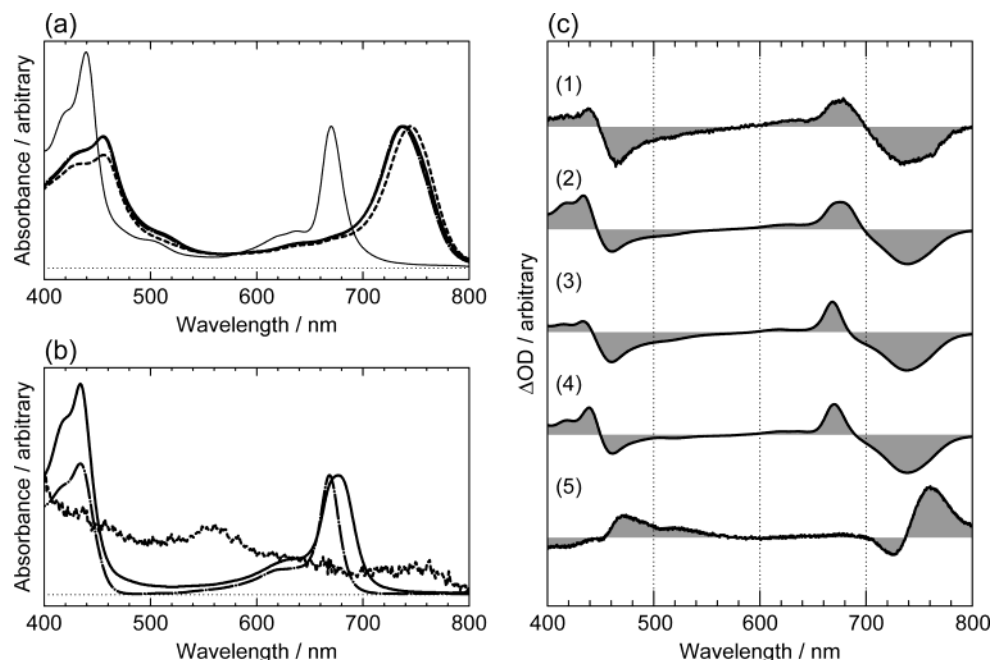 (a)
Absorbance / arbitrary
400 500 600 700 800
Wavelength / nm
(b)
Absorbance / arbitrary
400 500 600 700 800
Wavelength / nm
(c)
ΔOD / arbitrary
(1)
(2)
(3)
(4)
(5)
400 500 600 700 800
Wavelength / nm